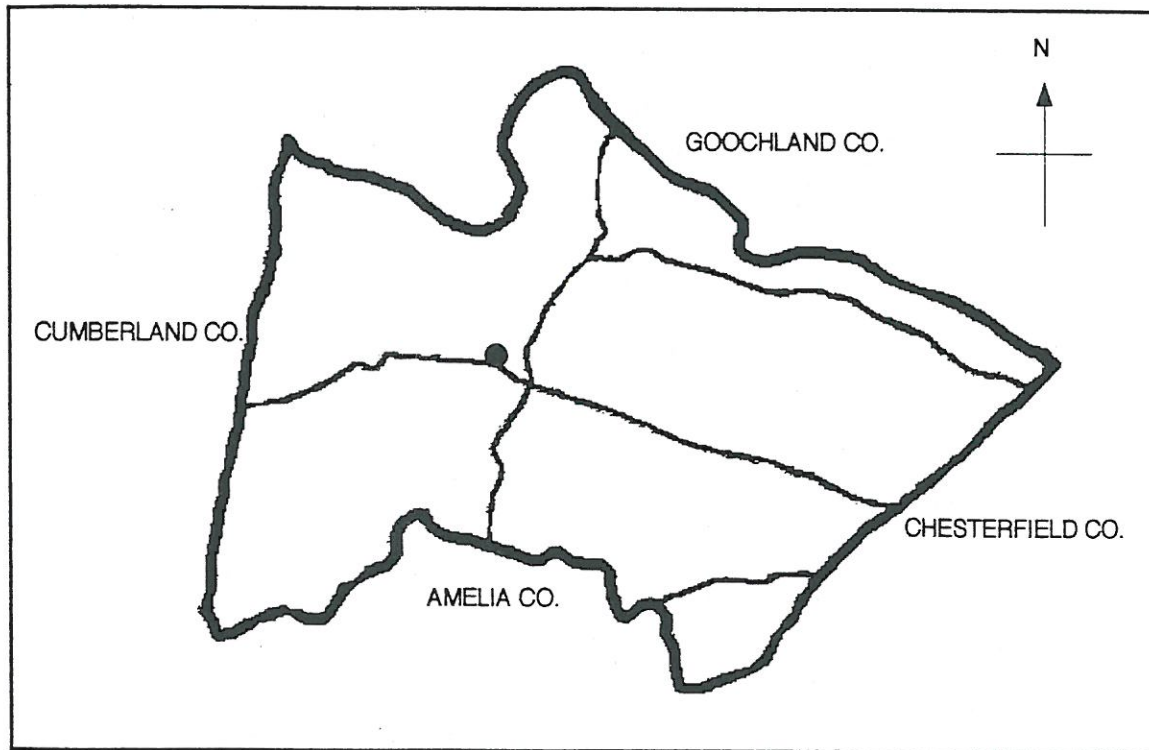 N
GOOCHLAND CO.
CUMBERLAND CO.
CHESTERFIELD CO.
AMELIA CO.